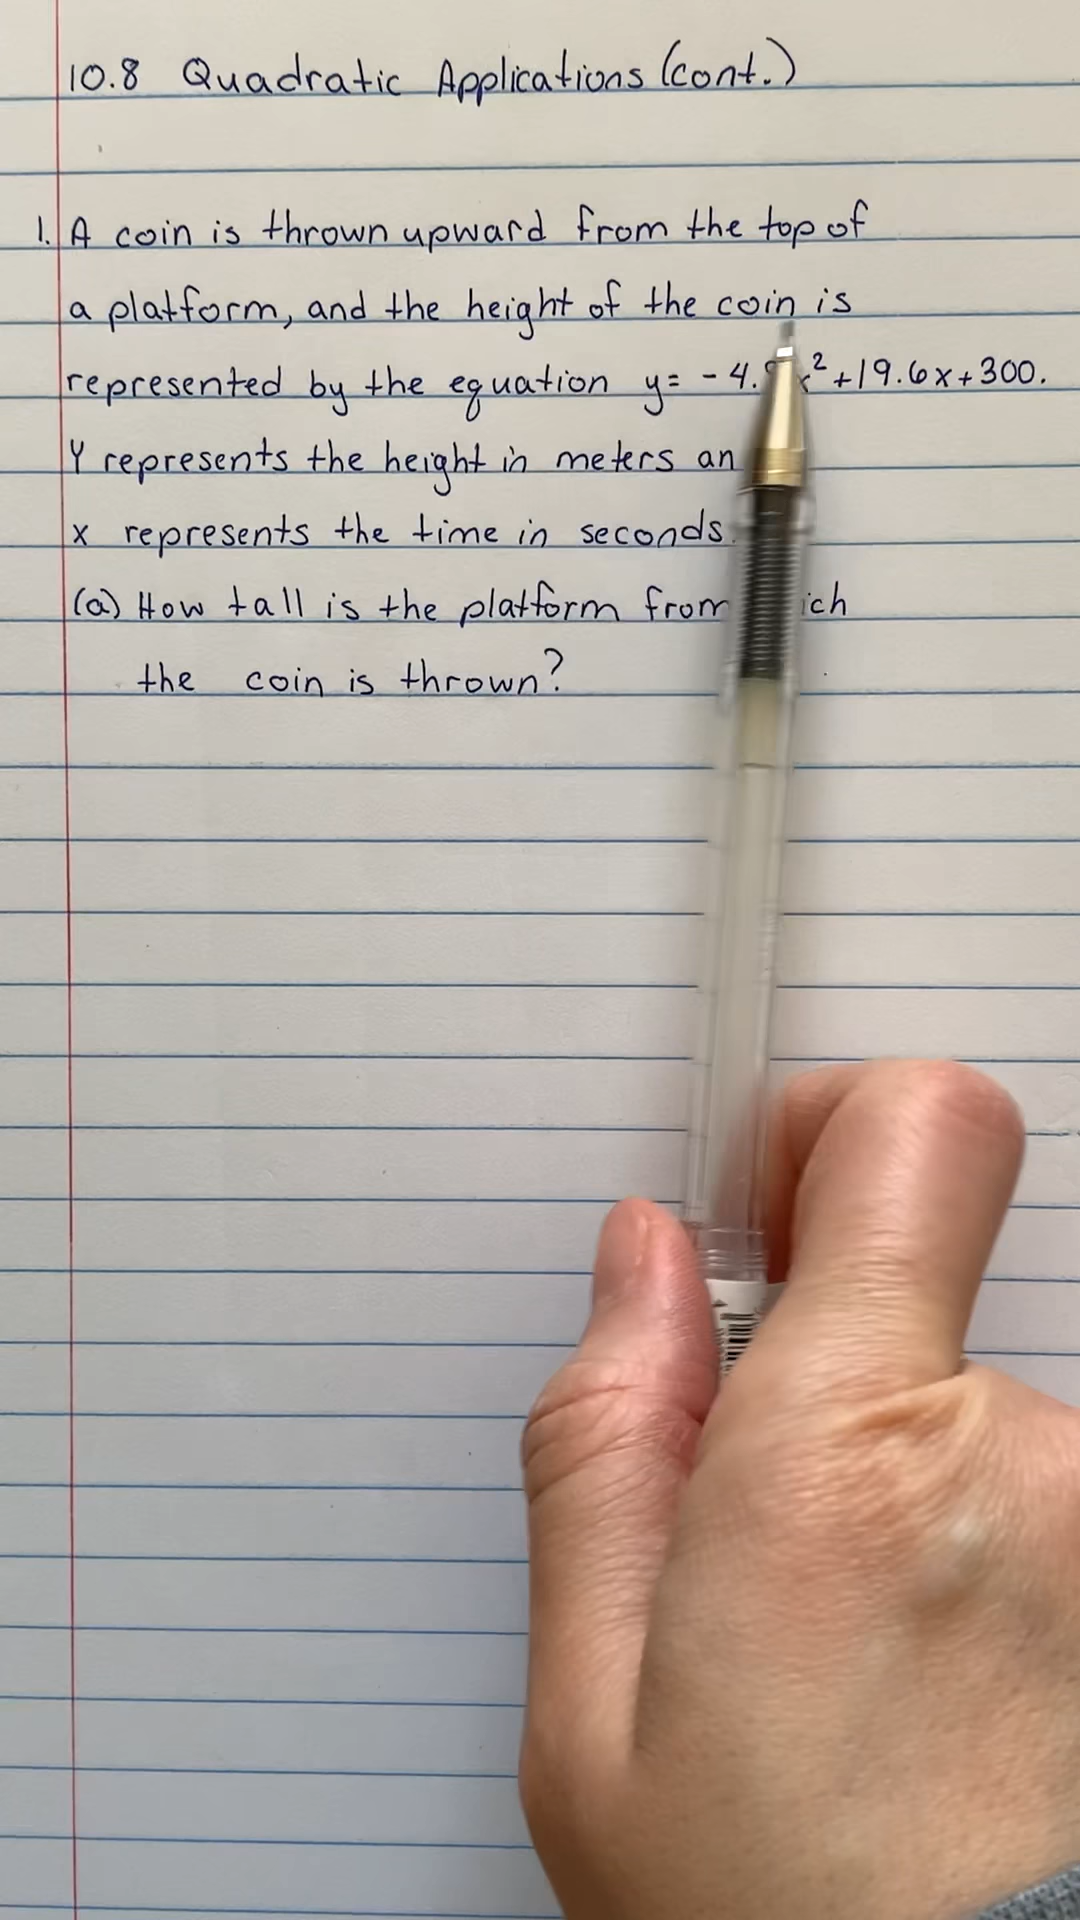 10.8 Quadratic Applications (cont.)
1. A coin is thrown upward from the top of
a platform, and the height of the coin is
represented by the equation y = -4. x² + 19.6x + 300.
Y represents the height in meters an
x represents the time in seconds.
(a) How tall is the platform from ich
the coin is thrown?